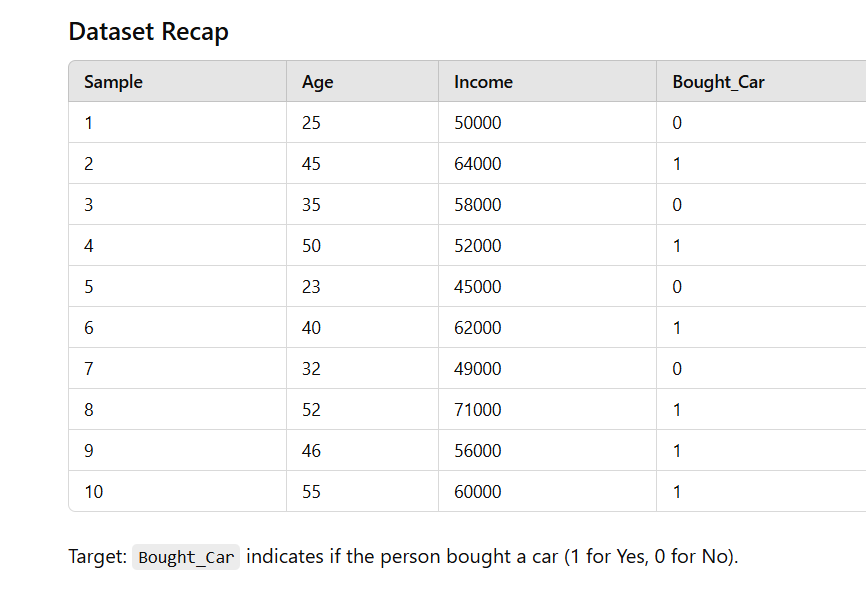 Dataset Recap
Sample Age Income Bought_Car
1 25 50000 0
2 45 64000 1
3 35 58000 0
4 50 52000 1
5 23 45000 0
6 40 62000 1
7 32 49000 0
8 52 71000 1
9 46 56000 1
10 55 60000 1
Target: Bought_Car indicates if the person bought a car (1 for Yes, 0 for No).